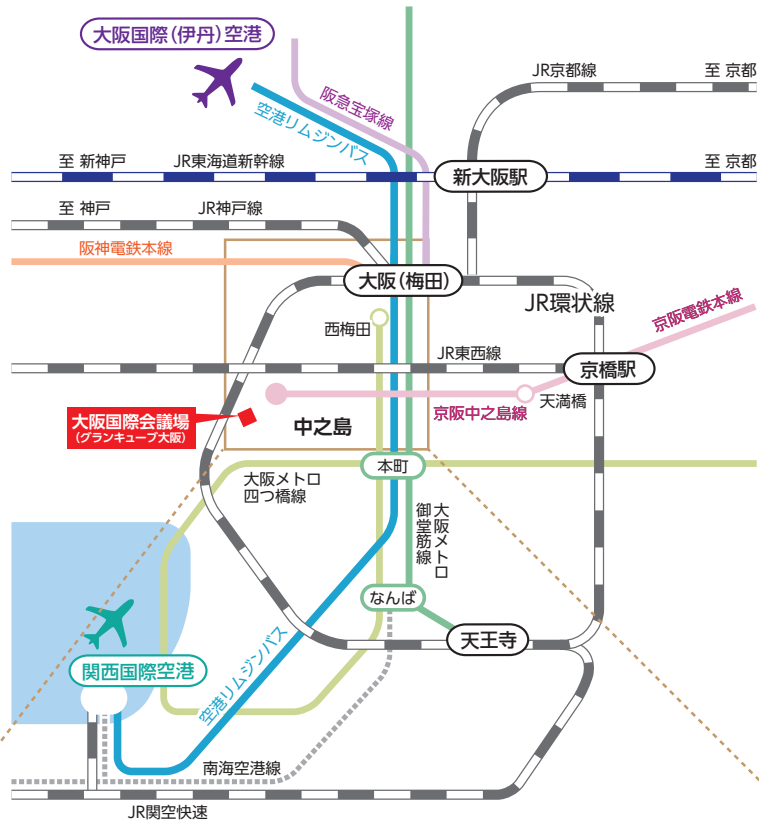 大阪国際(伊丹)空港
JR京都線
至 京都
阪急宝塚線
空港リムジンバス
至 新神戸
JR東海道新幹線
至 京都
新大阪駅
至 神戸
JR神戸線
阪神電鉄本線
大阪(梅田)
JR環状線
京阪電鉄本線
西梅田
JR東西線
京橋駅
天満橋
大阪国際会議場
(グランキューブ大阪)
中之島
京阪中之島線
本町
大阪メトロ
四つ橋線
大阪メトロ
御堂筋線
なんば
天王寺
関西国際空港
空港リムジンバス
南海空港線
JR関空快速